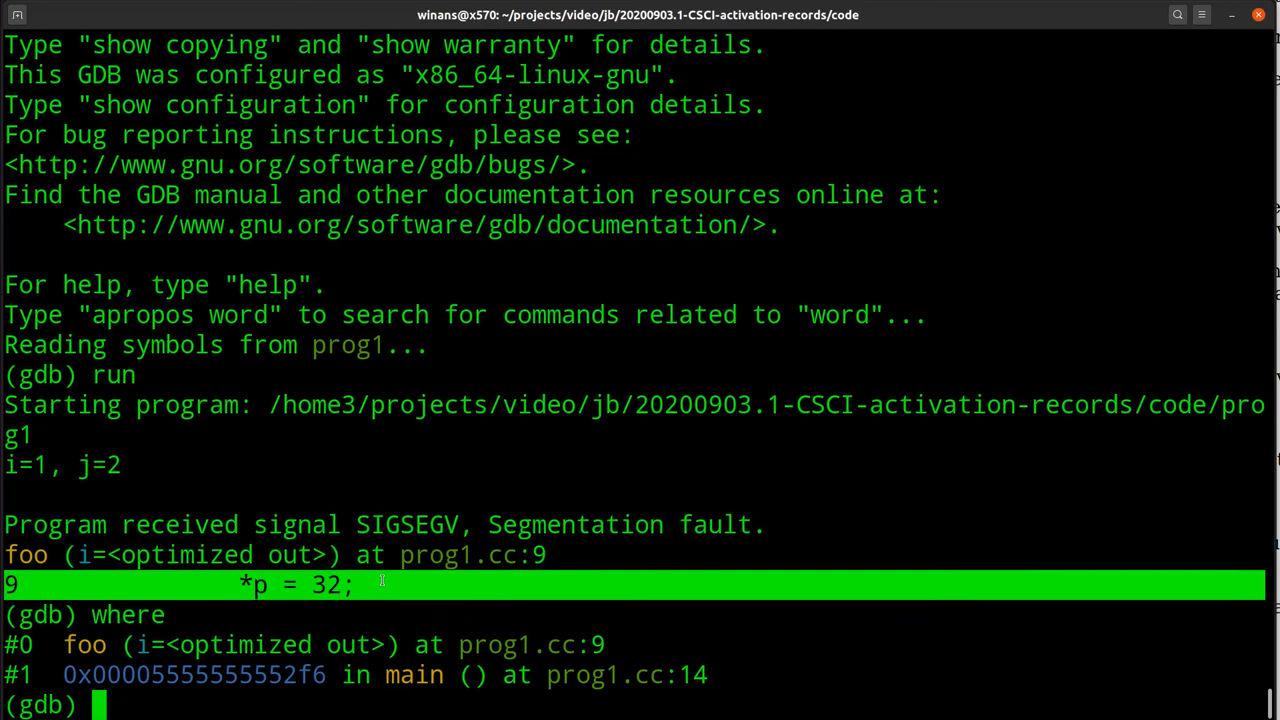 winans@x570: ~/projects/video/jb/20200903.1-CSCI-activation-records/code
Type "show copying" and "show warranty" for details.
This GDB was configured as "x86_64-linux-gnu".
Type "show configuration" for configuration details.
For bug reporting instructions, please see:
<http://www.gnu.org/software/gdb/bugs/>.
Find the GDB manual and other documentation resources online at:
    <http://www.gnu.org/software/gdb/documentation/>.
For help, type "help".
Type "apropos word" to search for commands related to "word"...
Reading symbols from prog1...
(gdb) run
Starting program: /home3/projects/video/jb/20200903.1-CSCI-activation-records/code/pro
g1
i=1, j=2
Program received signal SIGSEGV, Segmentation fault.
foo (i=<optimized out>) at prog1.cc:9
9               *p = 32;
(gdb) where
#0  foo (i=<optimized out>) at prog1.cc:9
#1  0x00005555555552f6 in main () at prog1.cc:14
(gdb)